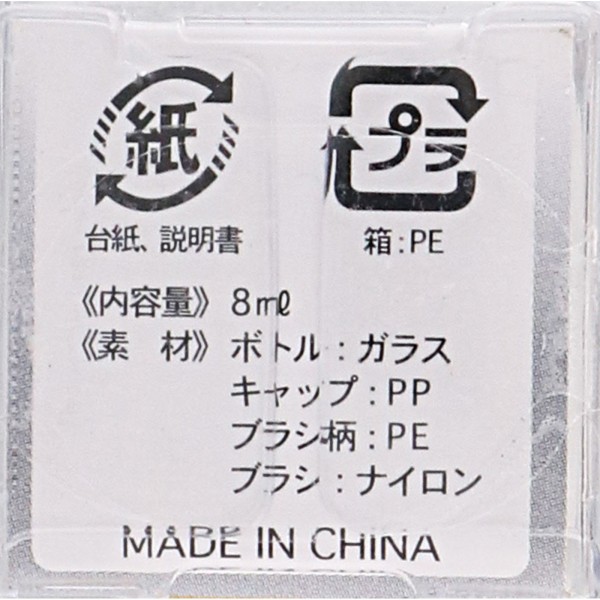 紙 プラ
台紙、説明書 箱:PE
《内容量》 8ml
《素 材》 ボトル:ガラス
キャップ:PP
ブラシ柄:PE
ブラシ:ナイロン
MADE IN CHINA